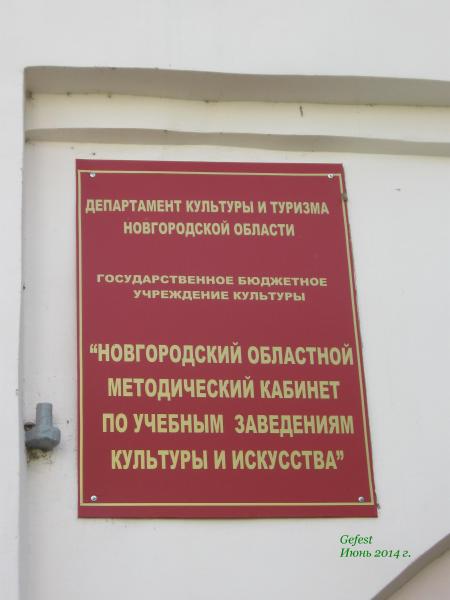 ДЕПАРТАМЕНТ КУЛЬТУРЫ И ТУРИЗМА
НОВГОРОДСКОЙ ОБЛАСТИ
ГОСУДАРСТВЕННОЕ БЮДЖЕТНОЕ
УЧРЕЖДЕНИЕ КУЛЬТУРЫ
“НОВГОРОДСКИЙ ОБЛАСТНОЙ
МЕТОДИЧЕСКИЙ КАБИНЕТ
ПО УЧЕБНЫМ ЗАВЕДЕНИЯМ
КУЛЬТУРЫ И ИСКУССТВА”
Gefest
Июнь 2014 г.